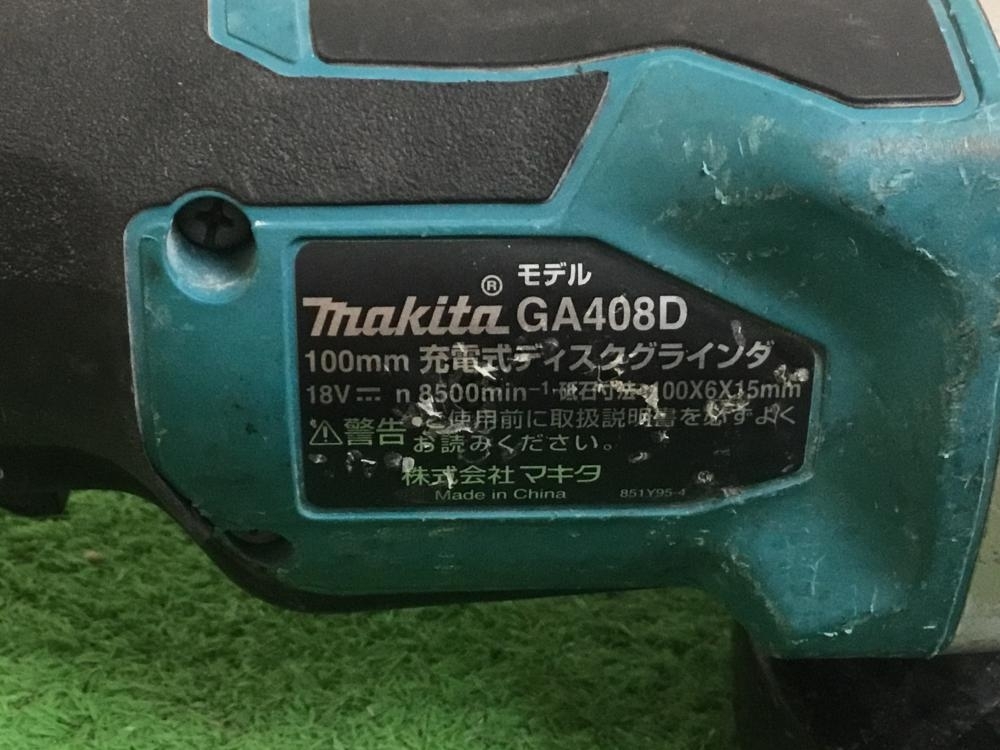 モデル
makita® GA408D
100mm 充電式ディスクグラインダ
18V⎓ n 8500min⁻¹ 砥石寸法 100X6X15mm
⚠警告 ・ご使用前に取扱説明書を必ずよく
お読みください。
株式会社 マキタ
Made in China 851Y95-4